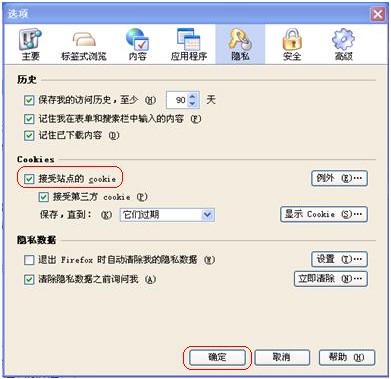 选项
主要 标签式浏览 内容 应用程序 隐私 安全 高级
历史
保存我的访问历史，至少 (H) 90 天
记住我在表单和搜索栏中输入的内容 (F)
记住已下载内容 (D)
Cookies
接受站点的 cookie 例外 (E)...
接受第三方 cookie (P)
保存，直到： (K) 它们过期 显示 Cookie (S)...
隐私数据
退出 Firefox 时自动清除我的隐私数据 (W) 设置 (T)...
清除隐私数据之前询问我 (A) 立即清除 (N)...
确定 取消 帮助 (H)